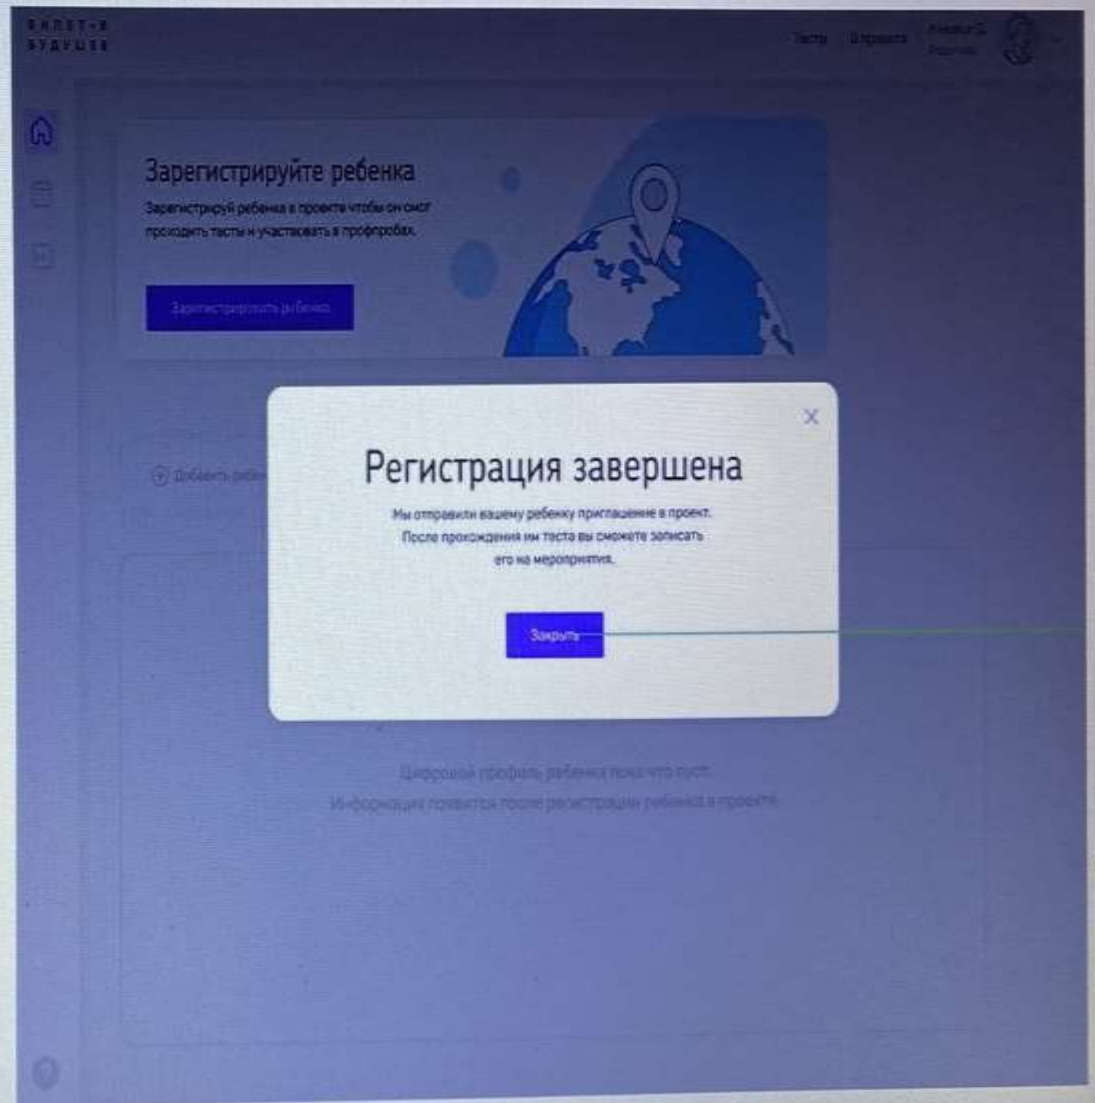 БИЛЕТ В
БУДУЩЕЕ
Тесты О проекте
Зарегистрируйте ребенка
Зарегистрируй ребенка в проекте чтобы он смог
проходить тесты и участвовать в профпробах.
Зарегистрировать ребенка
Регистрация завершена
Мы отправили вашему ребенку приглашение в проект.
После прохождения им теста вы сможете записать
его на мероприятия.
Добавить
Закрыть
Цифровой профиль ребенка пока что пуст.
Информация появится после регистрации ребенка в проекте